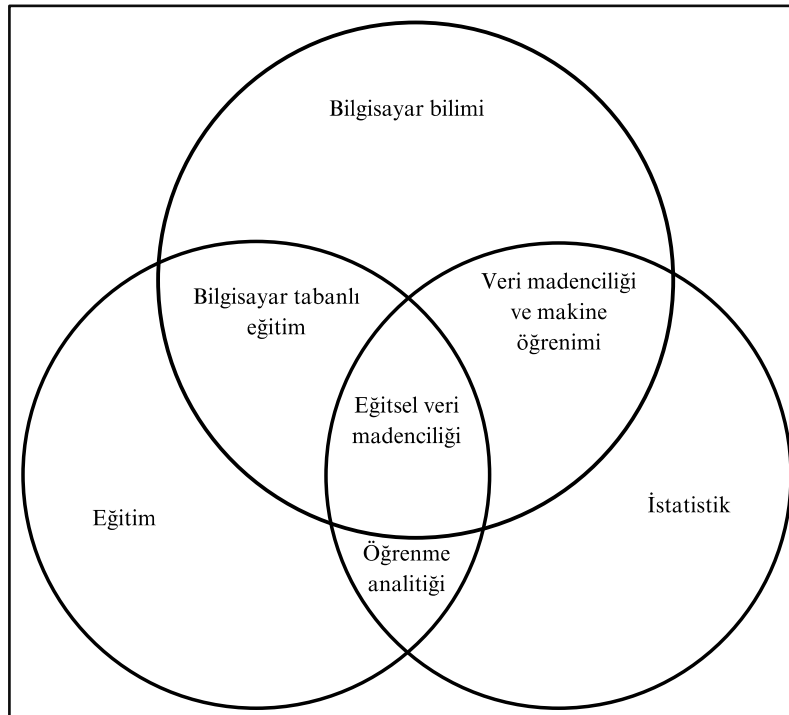 Bilgisayar bilimi
Bilgisayar tabanlı
eğitim
Veri madenciliği
ve makine
öğrenimi
Eğitsel veri
madenciliği
Eğitim
İstatistik
Öğrenme
analitiği